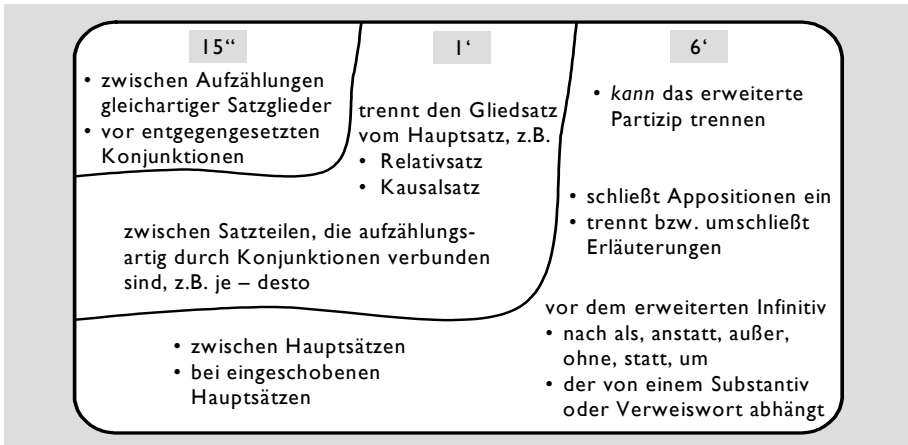 15“
• zwischen Aufzählungen
gleichartiger Satzglieder
• vor entgegengesetzten
Konjunktionen
1‘
trennt den Gliedsatz
vom Hauptsatz, z.B.
• Relativsatz
• Kausalsatz
zwischen Satzteilen, die aufzählungs-
artig durch Konjunktionen verbunden
sind, z.B. je – desto
6‘
• kann das erweiterte
Partizip trennen
• schließt Appositionen ein
• trennt bzw. umschließt
Erläuterungen
vor dem erweiterten Infinitiv
• nach als, anstatt, außer,
ohne, statt, um
• der von einem Substantiv
oder Verweiswort abhängt
• zwischen Hauptsätzen
• bei eingeschobenen
Hauptsätzen